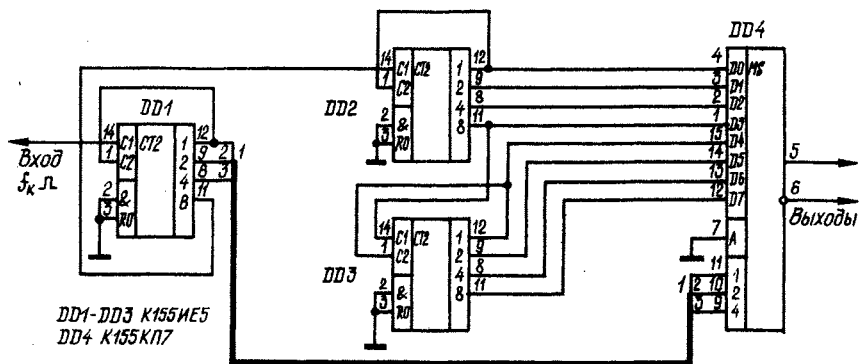 DD4
DD1
DD2
DD3
14 C1 CT2 1 12
1 C2 2 9
4 8
2 & 8 11
3 R0
Вход
fк
14 C1 CT2 1 12 1
1 C2 2 9 2
4 8 3
2 & 8 11
3 R0
14 C1 CT2 1 12
1 C2 2 9
4 8
2 & 8 11
3 R0
4 D0 MS
3 D1
2 D2
1 D3
15 D4
14 D5
13 D6
12 D7
7 A
1 11 1
2 10 2
3 9 4
5
6
Выходы
DD1-DD3 К155ИЕ5
DD4 К155КП7